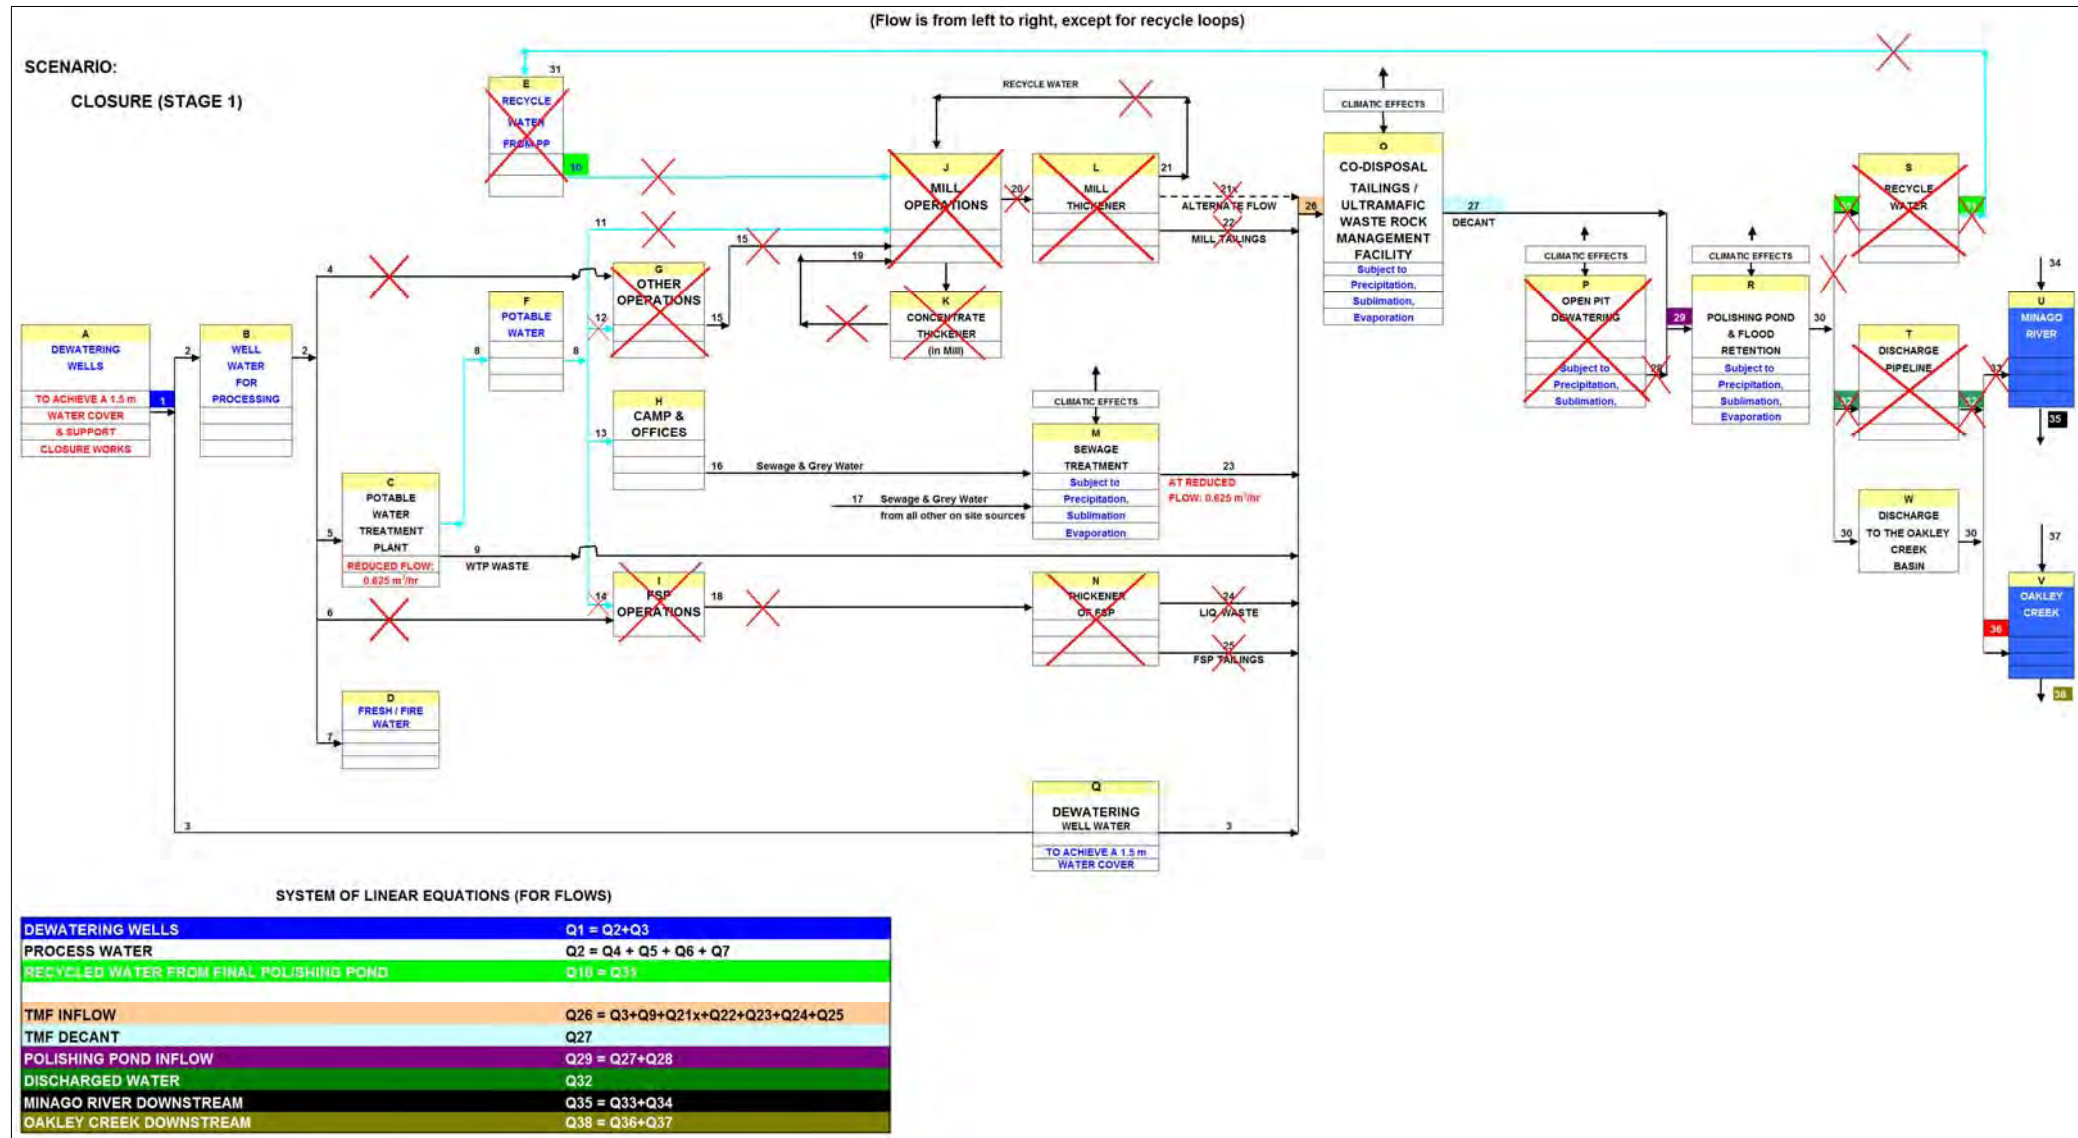 (Flow is from left to right, except for recycle loops)
SCENARIO:
CLOSURE (STAGE 1)
E
RECYCLE
WATER
FROM PP
31
10
RECYCLE WATER
CLIMATIC EFFECTS
O
CO-DISPOSAL
TAILINGS /
ULTRAMAFIC
WASTE ROCK
MANAGEMENT
FACILITY
Subject to
Precipitation,
Sublimation,
Evaporation
J
MILL
OPERATIONS
20
L
MILL
THICKENER
21
21x
ALTERNATE FLOW
22
MILL TAILINGS
26
27
DECANT
S
RECYCLE
WATER
11
15
19
4
G
OTHER
OPERATIONS
12
15
K
CONCENTRATE
THICKENER
(in Mill)
F
POTABLE
WATER
8
8
A
DEWATERING
WELLS
TO ACHIEVE A 1.5 m
WATER COVER
& SUPPORT
CLOSURE WORKS
1
2
B
WELL
WATER
FOR
PROCESSING
2
CLIMATIC EFFECTS
P
OPEN PIT
DEWATERING
Subject to
Precipitation,
Sublimation,
28
29
CLIMATIC EFFECTS
R
POLISHING POND
& FLOOD
RETENTION
Subject to
Precipitation,
Sublimation,
Evaporation
30
T
DISCHARGE
PIPELINE
32
32
33
34
U
MINAGO
RIVER
35
H
CAMP &
OFFICES
13
16
Sewage & Grey Water
17
Sewage & Grey Water
from all other on site sources
CLIMATIC EFFECTS
M
SEWAGE
TREATMENT
Subject to
Precipitation,
Sublimation
Evaporation
23
AT REDUCED
FLOW: 0.625 m³/hr
C
POTABLE
WATER
TREATMENT
PLANT
REDUCED FLOW:
0.625 m³/hr
5
9
WTP WASTE
W
DISCHARGE
TO THE OAKLEY
CREEK
BASIN
30
30
37
V
OAKLEY
CREEK
36
38
6
14
I
FSP
OPERATIONS
18
N
THICKENER
OF FSP
24
LIQ. WASTE
25
FSP TAILINGS
D
FRESH / FIRE
WATER
7
3
Q
DEWATERING
WELL WATER
TO ACHIEVE A 1.5 m
WATER COVER
3
SYSTEM OF LINEAR EQUATIONS (FOR FLOWS)
DEWATERING WELLS Q1 = Q2+Q3
PROCESS WATER Q2 = Q4 + Q5 + Q6 + Q7
RECYCLED WATER FROM FINAL POLISHING POND Q10 = Q31
TMF INFLOW Q26 = Q3+Q9+Q21x+Q22+Q23+Q24+Q25
TMF DECANT Q27
POLISHING POND INFLOW Q29 = Q27+Q28
DISCHARGED WATER Q32
MINAGO RIVER DOWNSTREAM Q35 = Q33+Q34
OAKLEY CREEK DOWNSTREAM Q38 = Q36+Q37